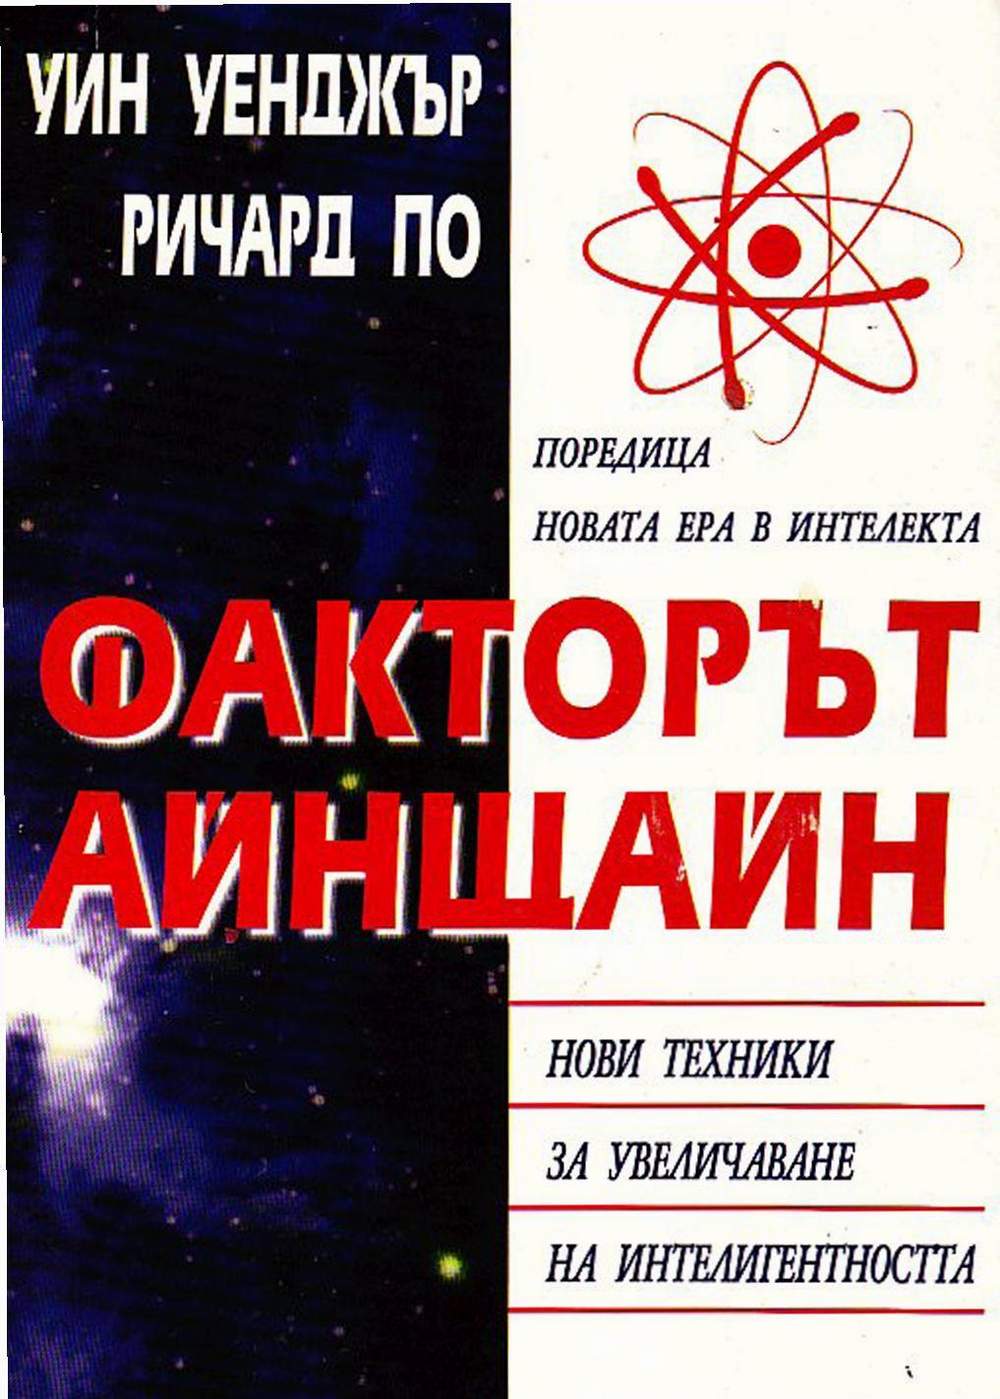 УИН УЕНДЖЪР
РИЧАРД ПО
ПОРЕДИЦА
НОВАТА ЕРА В ИНТЕЛЕКТА
ФАКТОРЪТ
АЙНЩАЙН
НОВИ ТЕХНИКИ
ЗА УВЕЛИЧАВАНЕ
НА ИНТЕЛИГЕНТНОСТТА